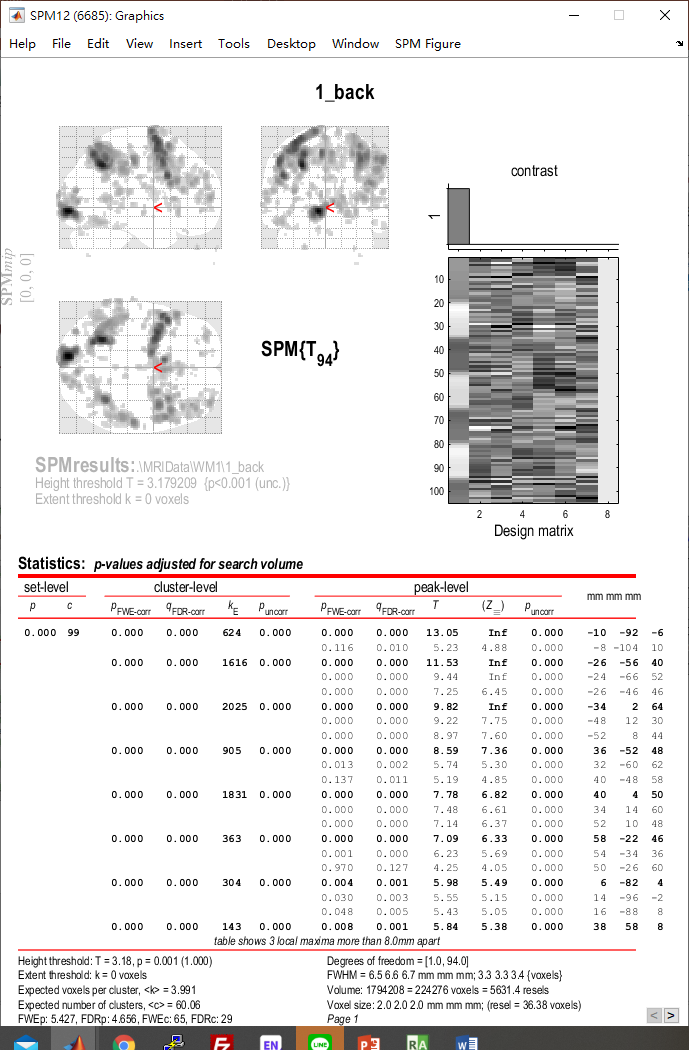 SPM12 (6685): Graphics
Help File Edit View Insert Tools Desktop Window SPM Figure
1_back
contrast
1
SPMmip
[0, 0, 0]
<
<
<
SPM{T94}
10
20
30
40
50
60
70
80
90
100
2 4 6 8
Design matrix
SPMresults:.\MRIData\WM1\1_back
Height threshold T = 3.179209 {p<0.001 (unc.)}
Extent threshold k = 0 voxels
Statistics: p-values adjusted for search volume
set-level cluster-level peak-level mm mm mm
p c pFWE-corr qFDR-corr kE puncorr pFWE-corr qFDR-corr T (Z≡) puncorr
0.000 99 0.000 0.000 624 0.000 0.000 0.000 13.05 Inf 0.000 -10 -92 -6
0.116 0.010 5.23 4.88 0.000 -8 -104 10
0.000 0.000 1616 0.000 0.000 0.000 11.53 Inf 0.000 -26 -56 40
0.000 0.000 9.44 Inf 0.000 -24 -66 52
0.000 0.000 7.25 6.45 0.000 -26 -46 46
0.000 0.000 2025 0.000 0.000 0.000 9.82 Inf 0.000 -34 2 64
0.000 0.000 9.22 7.75 0.000 -48 12 30
0.000 0.000 8.97 7.60 0.000 -52 8 44
0.000 0.000 905 0.000 0.000 0.000 8.59 7.36 0.000 36 -52 48
0.013 0.002 5.74 5.30 0.000 32 -60 62
0.137 0.011 5.19 4.85 0.000 40 -48 58
0.000 0.000 1831 0.000 0.000 0.000 7.78 6.82 0.000 40 4 50
0.000 0.000 7.48 6.61 0.000 34 14 60
0.000 0.000 7.14 6.37 0.000 52 10 48
0.000 0.000 363 0.000 0.000 0.000 7.09 6.33 0.000 58 -22 46
0.001 0.000 6.23 5.69 0.000 54 -34 36
0.970 0.127 4.25 4.05 0.000 50 -26 60
0.000 0.000 304 0.000 0.004 0.001 5.98 5.49 0.000 6 -82 4
0.030 0.003 5.55 5.15 0.000 14 -96 -2
0.048 0.005 5.43 5.05 0.000 16 -88 8
0.000 0.000 143 0.000 0.008 0.001 5.84 5.38 0.000 38 58 8
table shows 3 local maxima more than 8.0mm apart
Height threshold: T = 3.18, p = 0.001 (1.000)
Extent threshold: k = 0 voxels
Expected voxels per cluster, <k> = 3.991
Expected number of clusters, <c> = 60.06
FWEp: 5.427, FDRp: 4.656, FWEc: 65, FDRc: 29
Degrees of freedom = [1.0, 94.0]
FWHM = 6.5 6.6 6.7 mm mm mm; 3.3 3.3 3.4 {voxels}
Volume: 1794208 = 224276 voxels = 5631.4 resels
Voxel size: 2.0 2.0 2.0 mm mm mm; (resel = 36.38 voxels)
Page 1
< >
FZ EN LINE P RA W